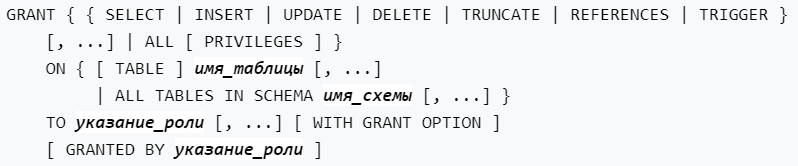 GRANT { { SELECT | INSERT | UPDATE | DELETE | TRUNCATE | REFERENCES | TRIGGER }
[, ...] | ALL [ PRIVILEGES ] }
ON { [ TABLE ] имя_таблицы [, ...]
| ALL TABLES IN SCHEMA имя_схемы [, ...] }
TO указание_роли [, ...] [ WITH GRANT OPTION ]
[ GRANTED BY указание_роли ]